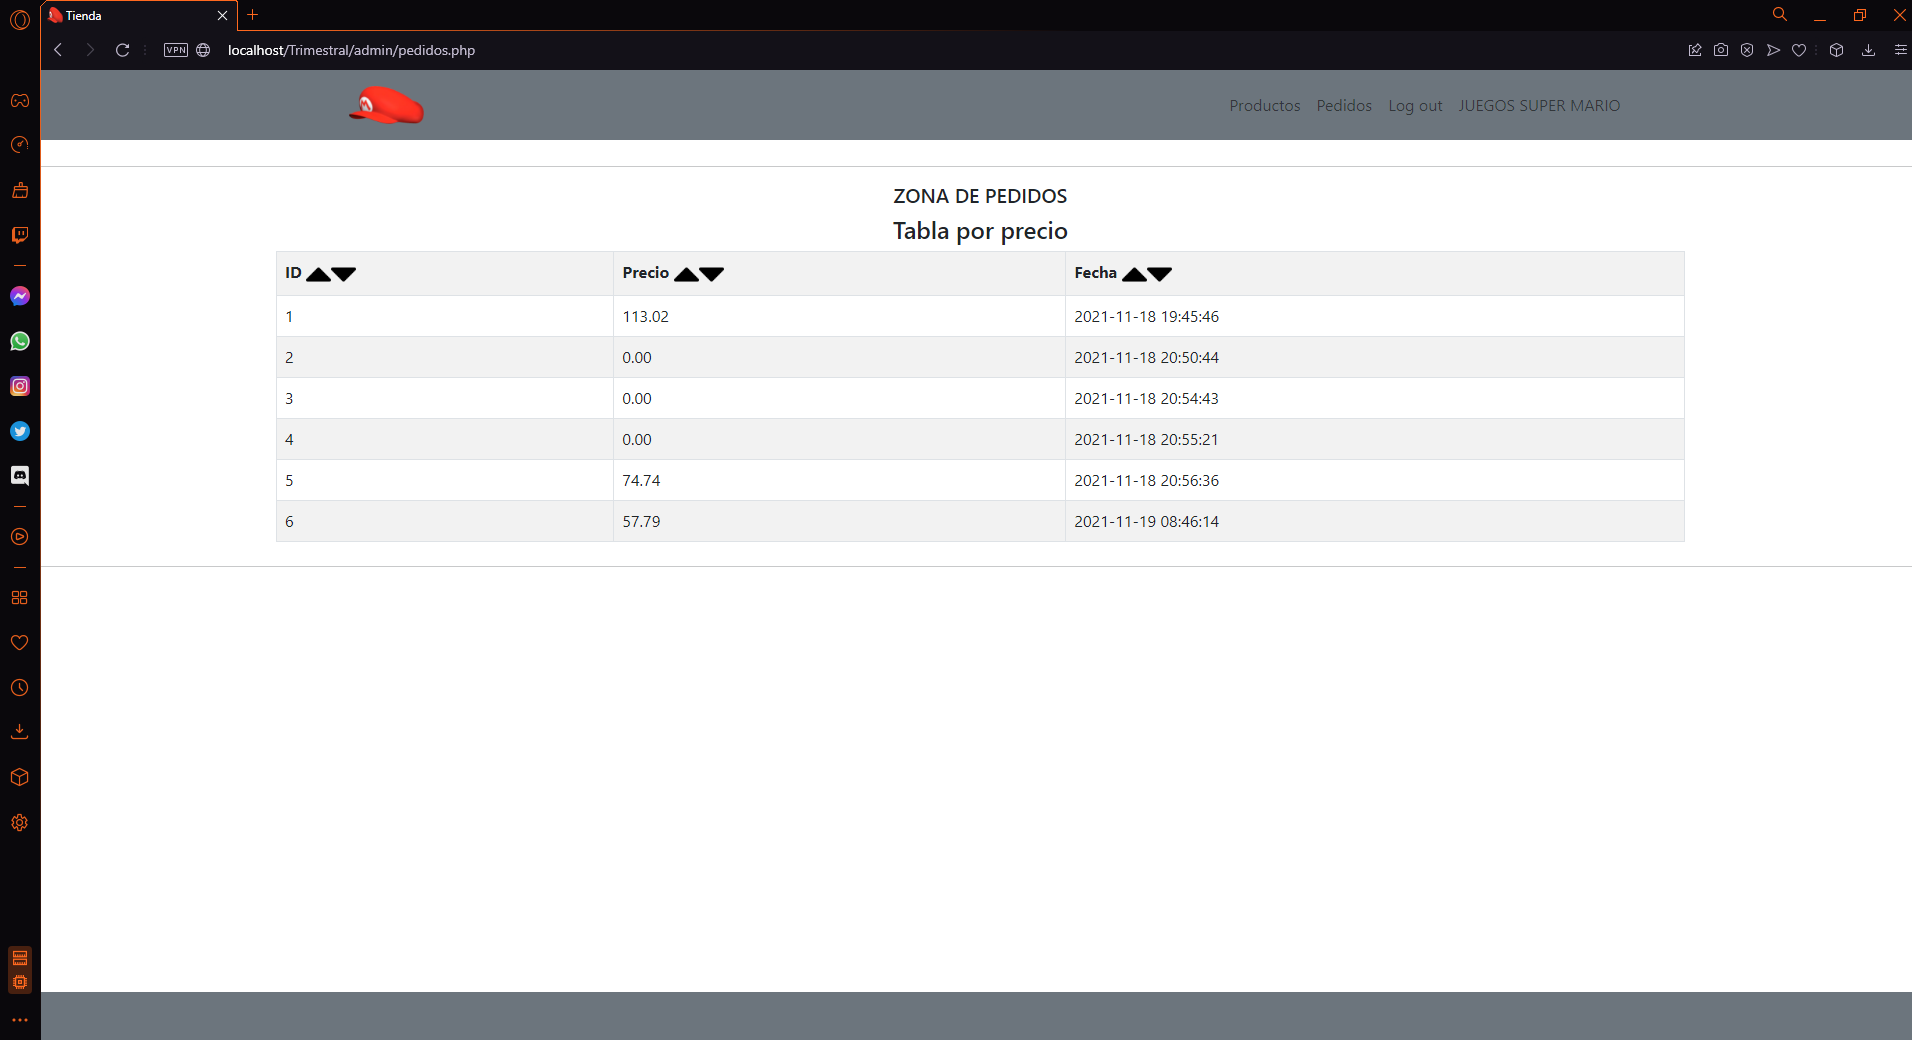 Tienda
VPN localhost/Trimestral/admin/pedidos.php
M
Productos Pedidos Log out JUEGOS SUPER MARIO
ZONA DE PEDIDOS
Tabla por precio
ID Precio Fecha
1 113.02 2021-11-18 19:45:46
2 0.00 2021-11-18 20:50:44
3 0.00 2021-11-18 20:54:43
4 0.00 2021-11-18 20:55:21
5 74.74 2021-11-18 20:56:36
6 57.79 2021-11-19 08:46:14